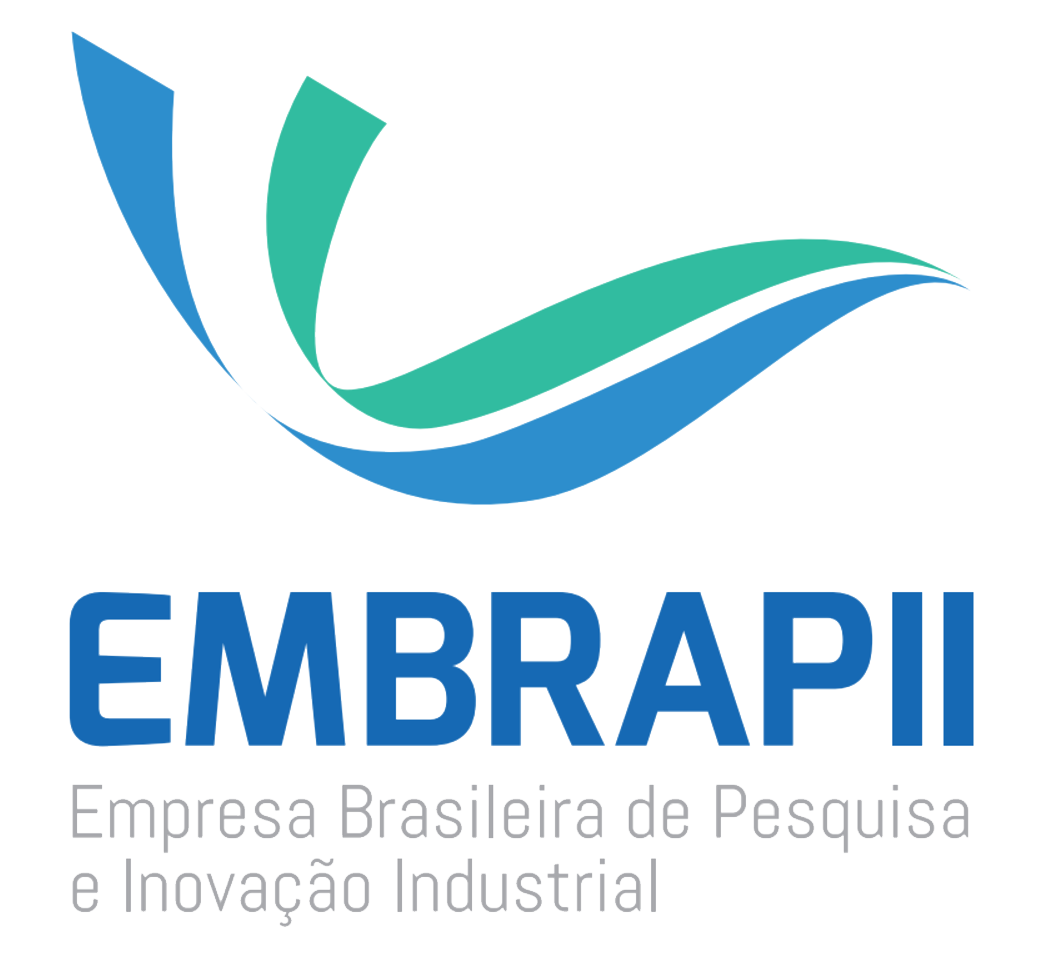 EMBRAPII
Empresa Brasileira de Pesquisa
e Inovação Industrial